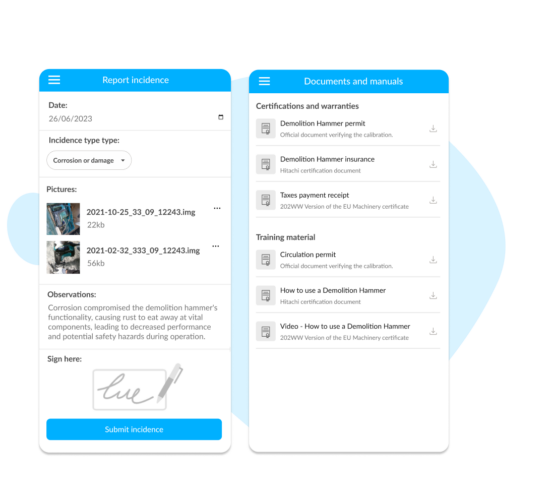 Report incidence
Date:
26/06/2023
Incidence type type:
Corrosion or damage
Pictures:
2021-10-25_33_09_12243.img
22kb
2021-02-32_333_09_12243.img
56kb
Observations:
Corrosion compromised the demolition hammer's
functionality, causing rust to eat away at vital
components, leading to decreased performance
and potential safety hazards during operation.
Sign here:
Submit incidence
Documents and manuals
Certifications and warranties
Demolition Hammer permit
Official document verifying the calibration.
Demolition Hammer insurance
Hitachi certification document
Taxes payment receipt
202WW Version of the EU Machinery certificate
Training material
Circulation permit
Official document verifying the calibration.
How to use a Demolition Hammer
Hitachi certification document
Video - How to use a Demolition Hammer
202WW Version of the EU Machinery certificate